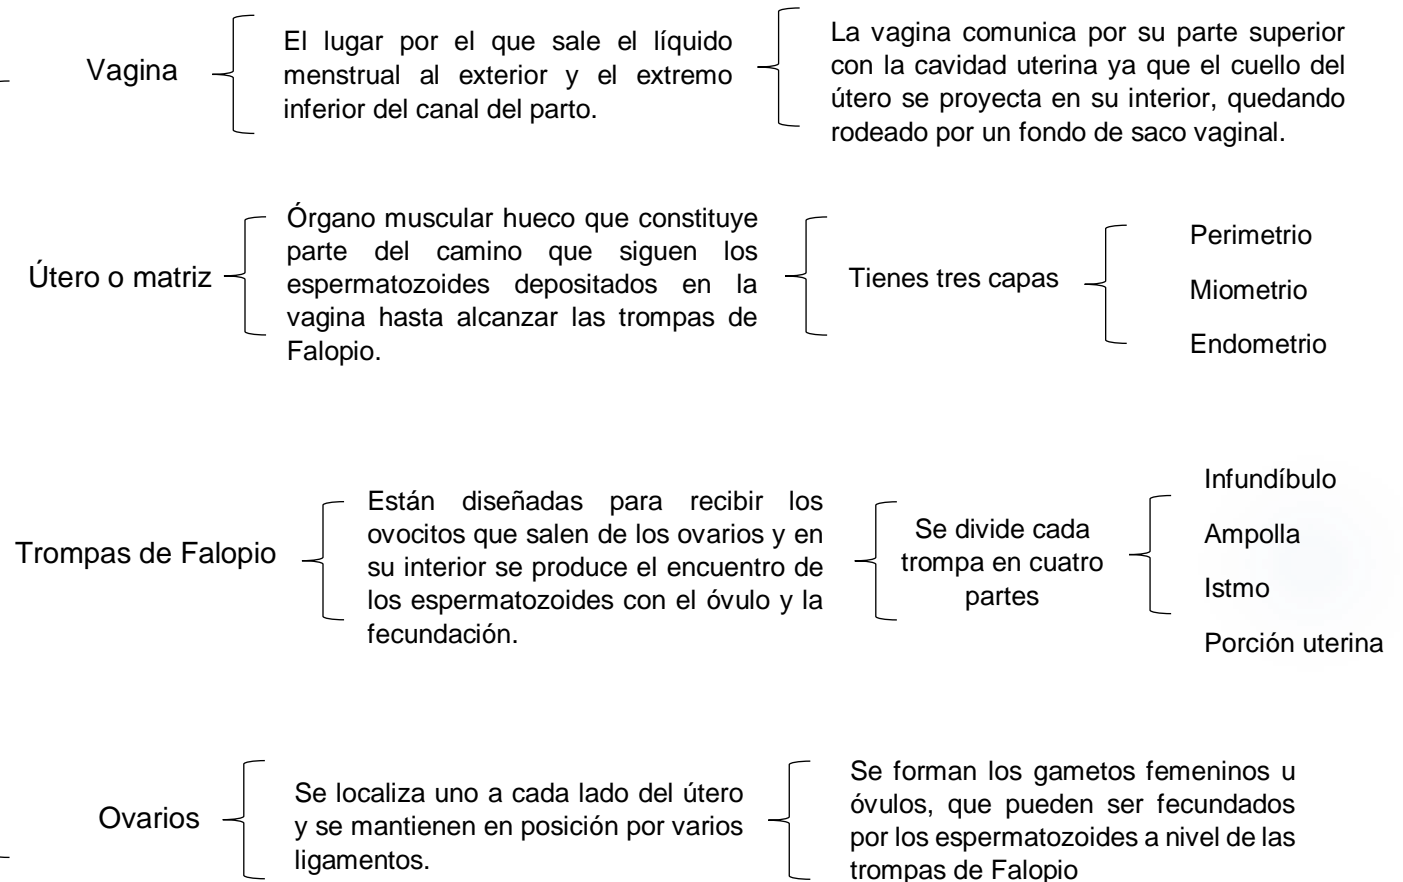 Vagina
El lugar por el que sale el líquido
menstrual al exterior y el extremo
inferior del canal del parto.
La vagina comunica por su parte superior
con la cavidad uterina ya que el cuello del
útero se proyecta en su interior, quedando
rodeado por un fondo de saco vaginal.
Útero o matriz
Órgano muscular hueco que constituye
parte del camino que siguen los
espermatozoides depositados en la
vagina hasta alcanzar las trompas de
Falopio.
Tienes tres capas
Perimetrio
Miometrio
Endometrio
Trompas de Falopio
Están diseñadas para recibir los
ovocitos que salen de los ovarios y en
su interior se produce el encuentro de
los espermatozoides con el óvulo y la
fecundación.
Se divide cada
trompa en cuatro
partes
Infundíbulo
Ampolla
Istmo
Porción uterina
Ovarios
Se localiza uno a cada lado del útero
y se mantienen en posición por varios
ligamentos.
Se forman los gametos femeninos u
óvulos, que pueden ser fecundados
por los espermatozoides a nivel de las
trompas de Falopio